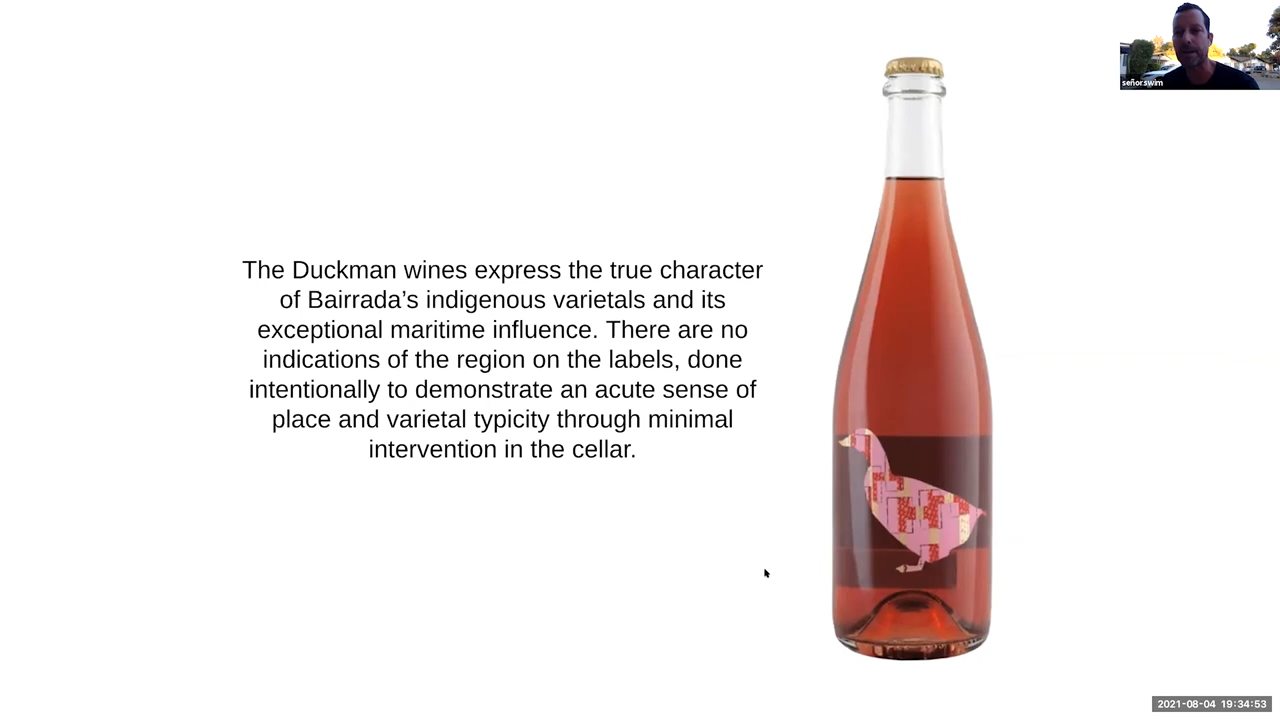 señor.swim
The Duckman wines express the true character
of Bairrada’s indigenous varietals and its
exceptional maritime influence. There are no
indications of the region on the labels, done
intentionally to demonstrate an acute sense of
place and varietal typicity through minimal
intervention in the cellar.
2021-08-04 19:34:53